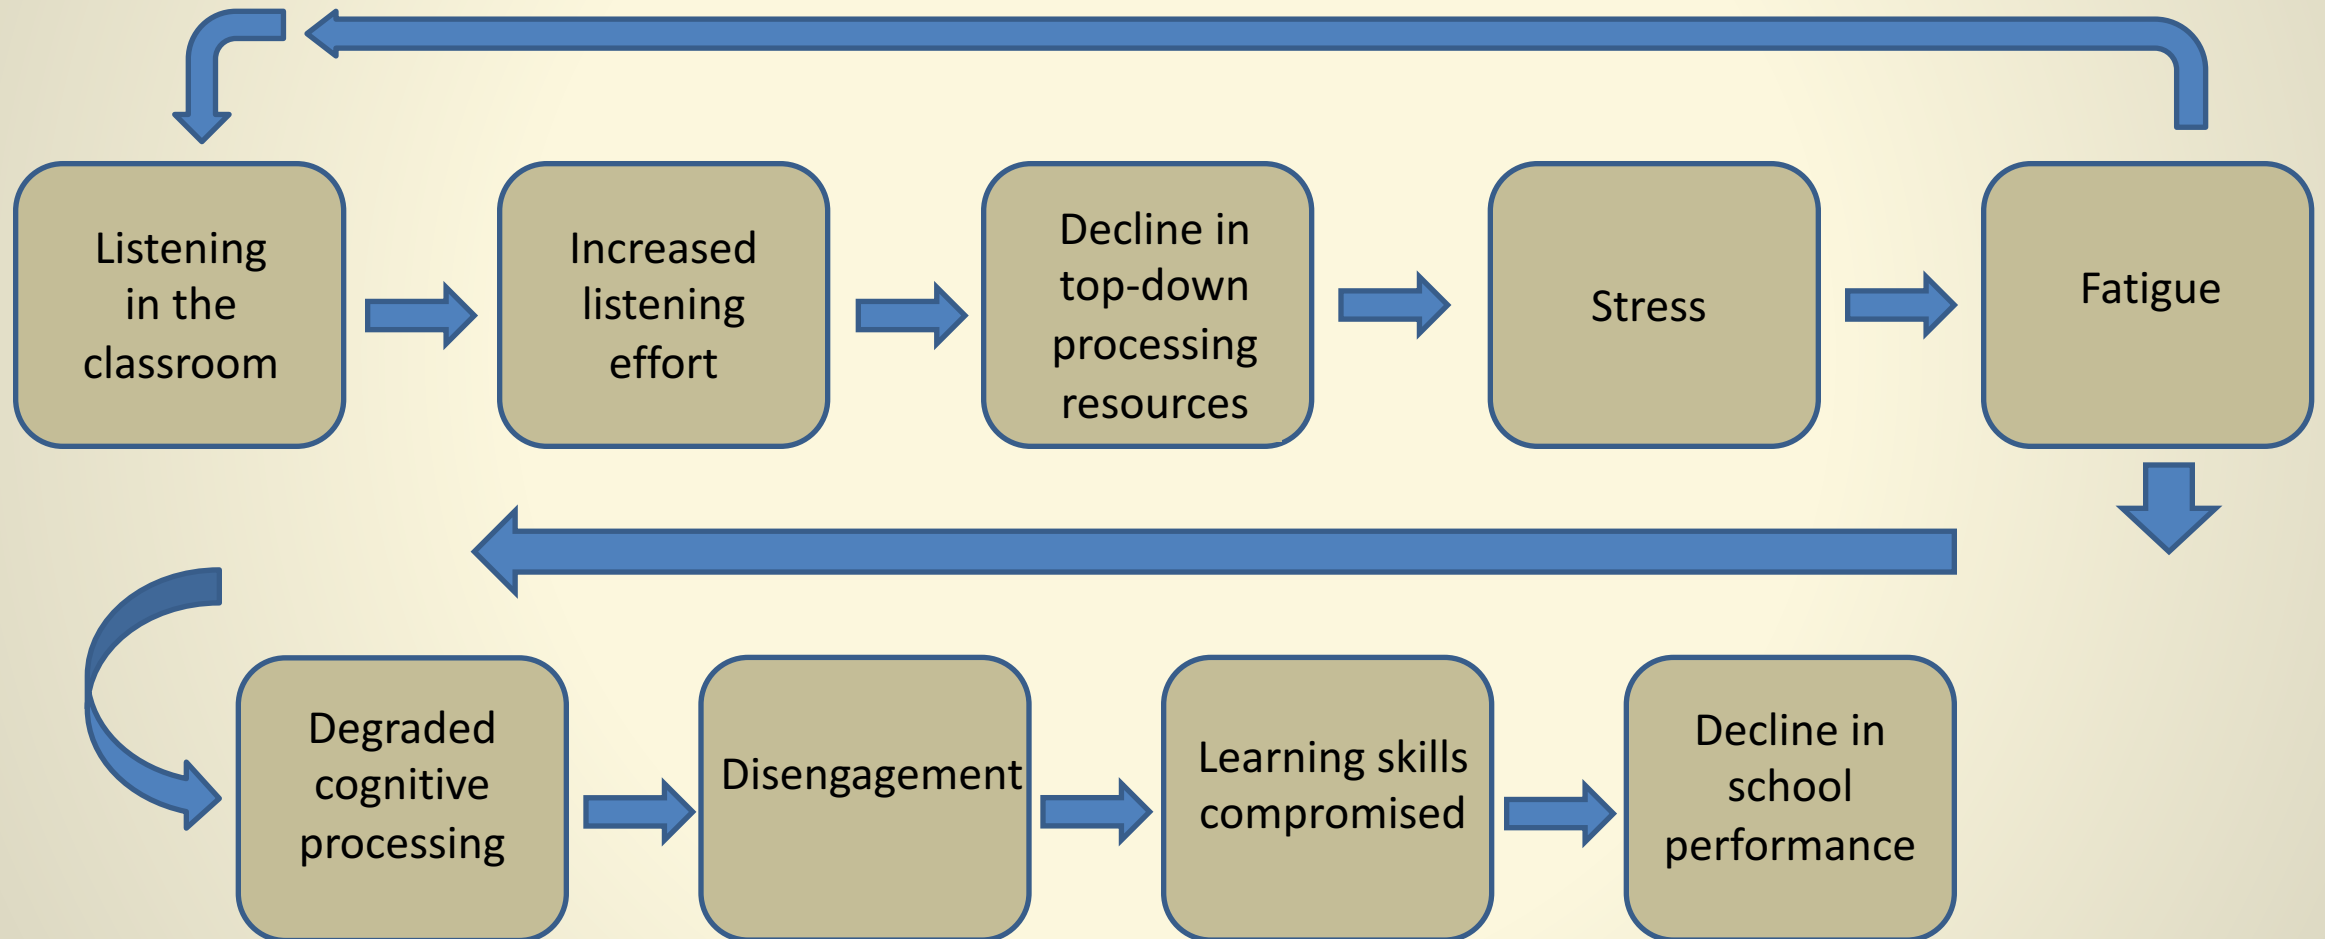 Listening
in the
classroom
Increased
listening
effort
Decline in
top-down
processing
resources
Stress
Fatigue
Degraded
cognitive
processing
Disengagement
Learning skills
compromised
Decline in
school
performance